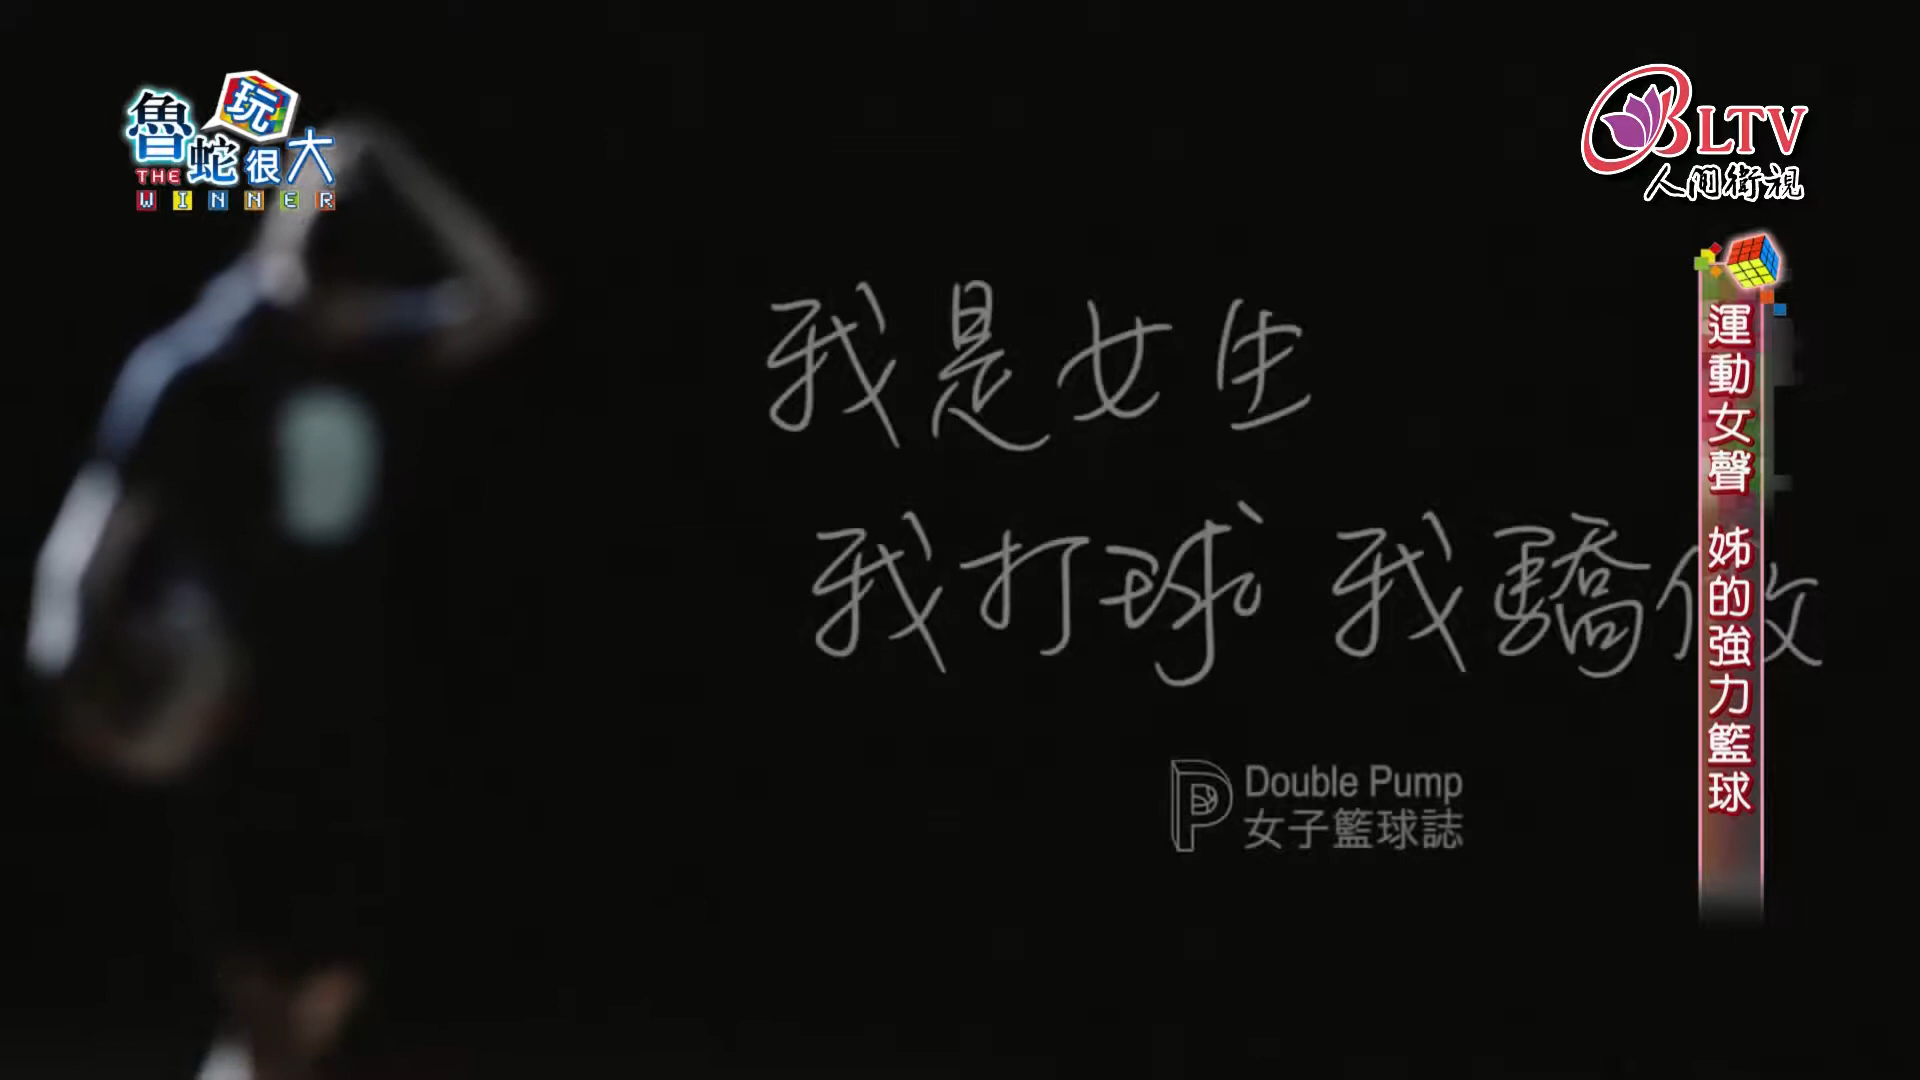 魯蛇玩很大
THE
WINNER
BLTV
人間衛視
我是女生
我打球 我驕傲
Double Pump
女子籃球誌
運動女聲 姊的強力籃球